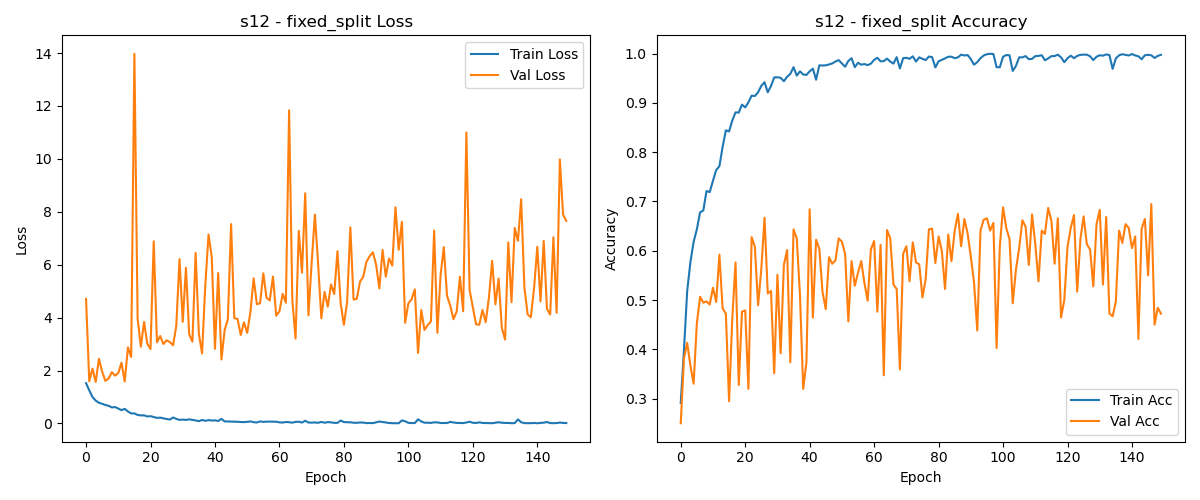 s12 - fixed_split Loss
Loss
14
12
10
8
6
4
2
0
0 20 40 60 80 100 120 140
Epoch
Train Loss
Val Loss
s12 - fixed_split Accuracy
Accuracy
1.0
0.9
0.8
0.7
0.6
0.5
0.4
0.3
0 20 40 60 80 100 120 140
Epoch
Train Acc
Val Acc